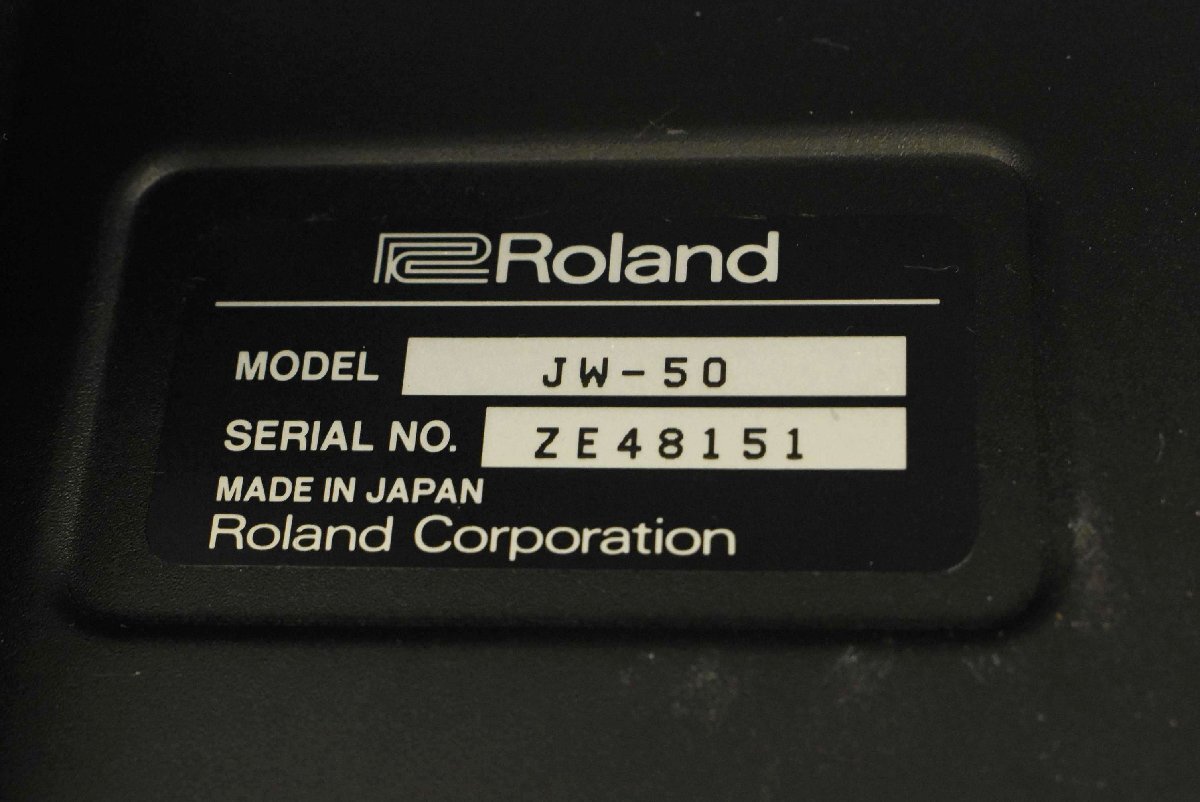 Roland
MODEL JW-50
SERIAL NO. ZE48151
MADE IN JAPAN
Roland Corporation